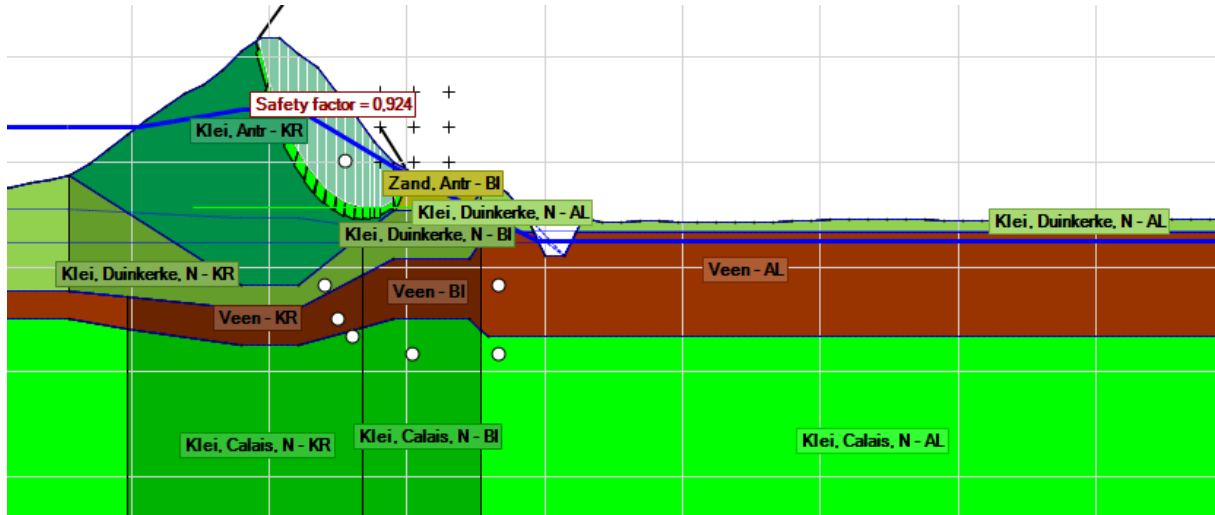 Safety factor = 0,924
Klei, Antr - KR
Zand, Antr - BI
Klei, Duinkerke, N - AL
Klei, Duinkerke, N - AL
Klei, Duinkerke, N - BI
Klei, Duinkerke, N - KR
Veen - AL
Veen - BI
Veen - KR
Klei, Calais, N - KR
Klei, Calais, N - BI
Klei, Calais, N - AL